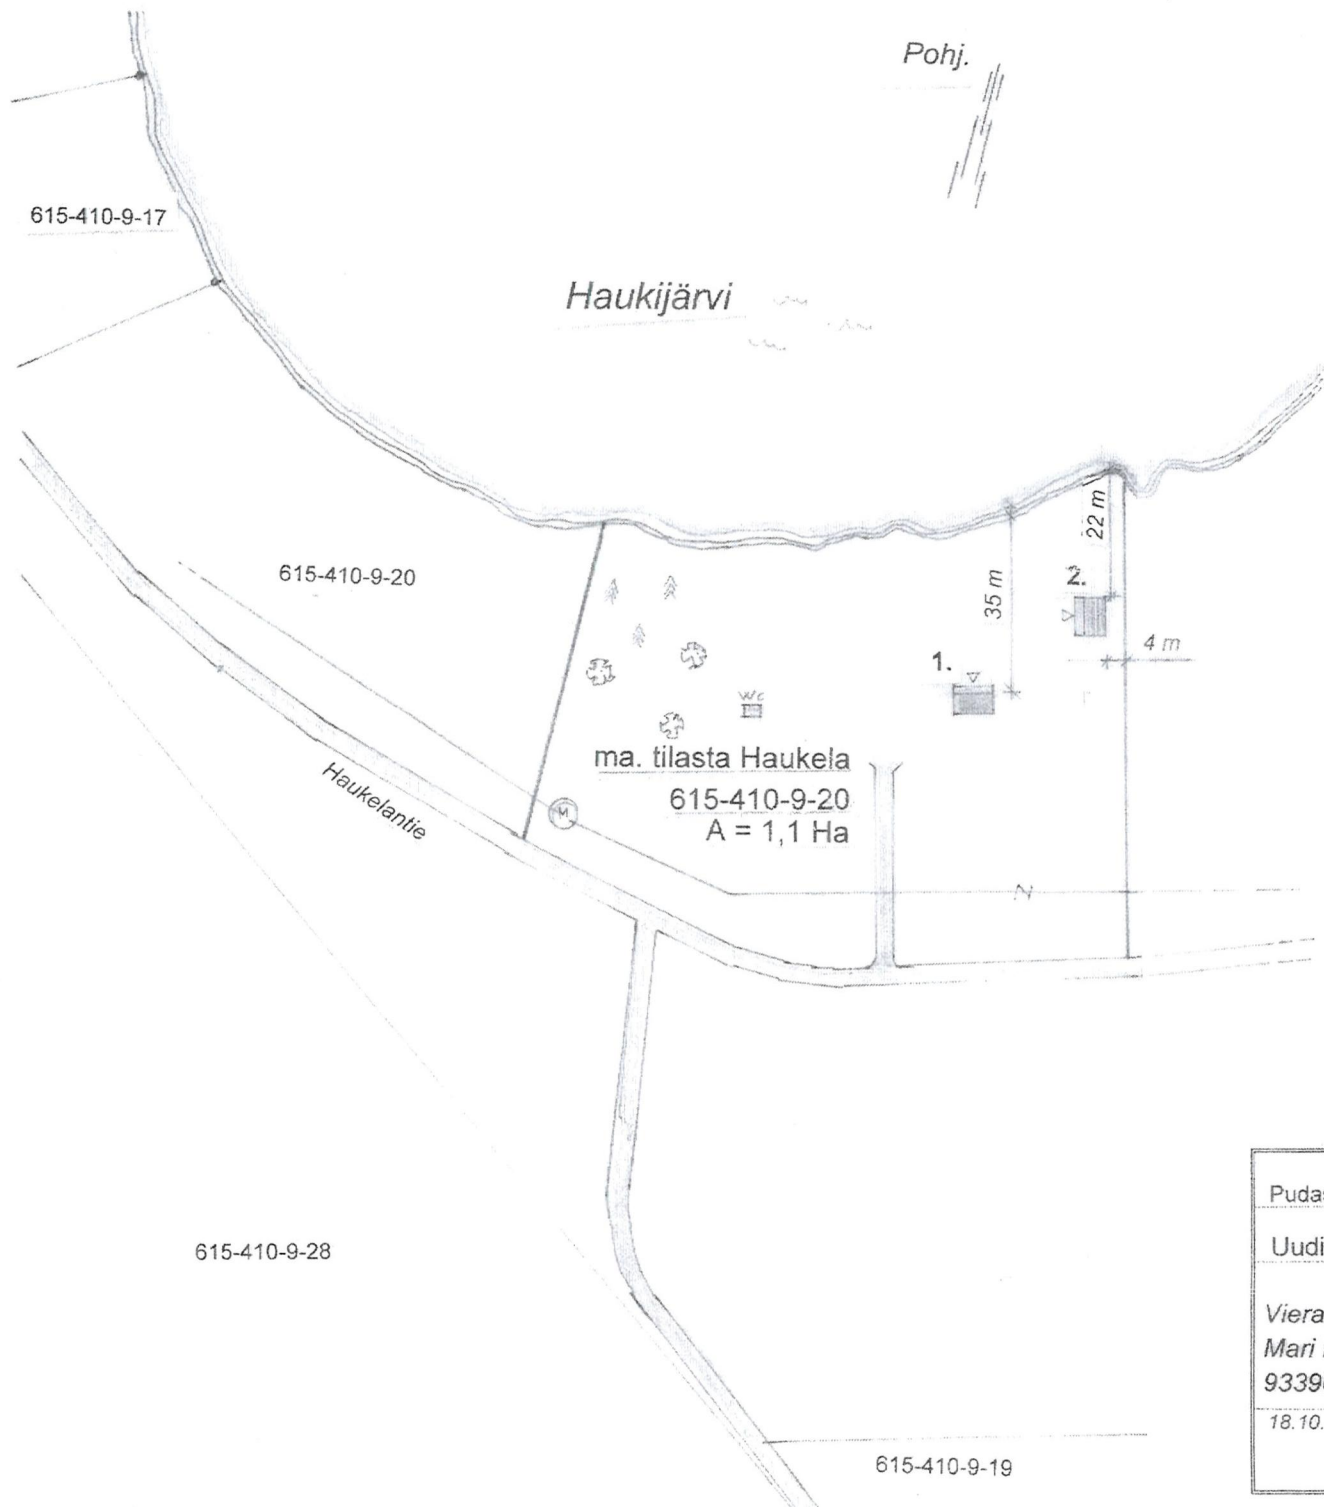 Pohj.
615-410-9-17
Haukijärvi
22 m
615-410-9-20
35 m
2.
4 m
1.
Wc
ma. tilasta Haukela
615-410-9-20
A = 1,1 Ha
M
Haukelantie
N
615-410-9-28
Pudas
Uudi
Viera
Mari
9339
18.10.
615-410-9-19